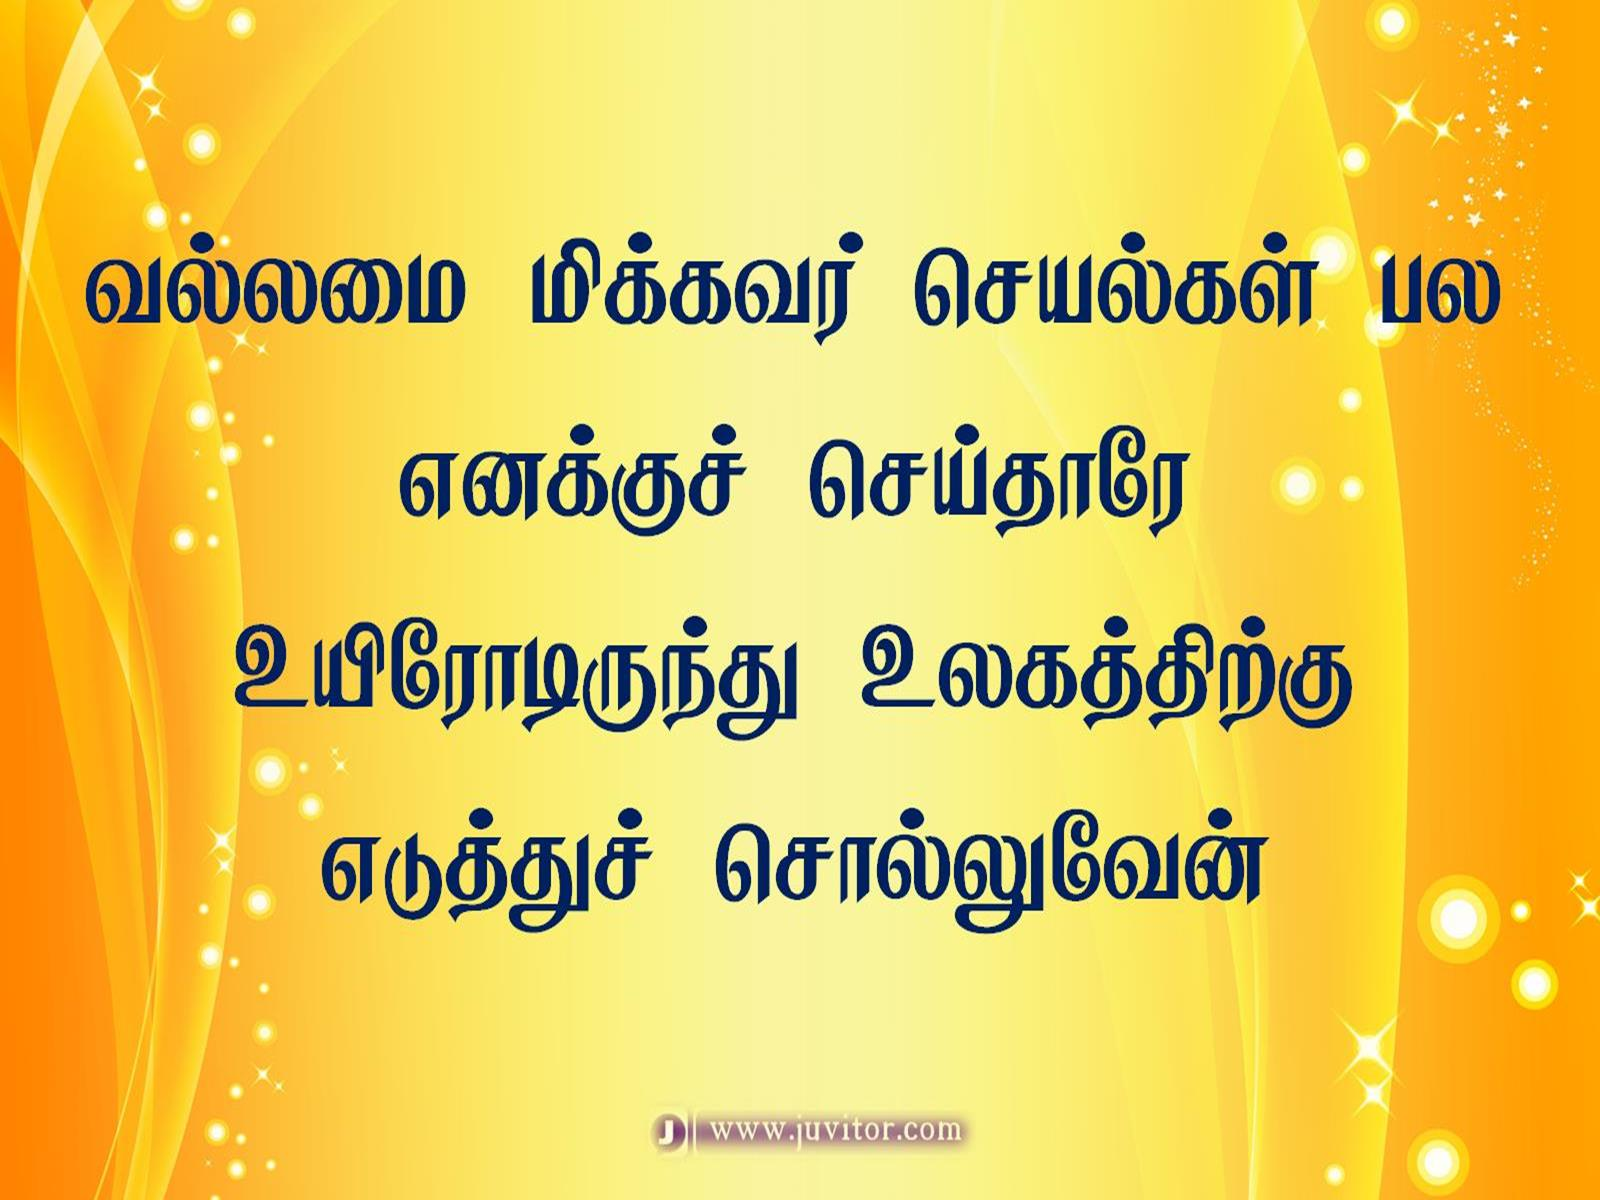 வல்லமை மிக்கவர் செயல்கள் பல
எனக்குச் செய்தாரே
உயிரோடிருந்து உலகத்திற்கு
எடுத்துச் சொல்லுவேன்
J www.juvitor.com